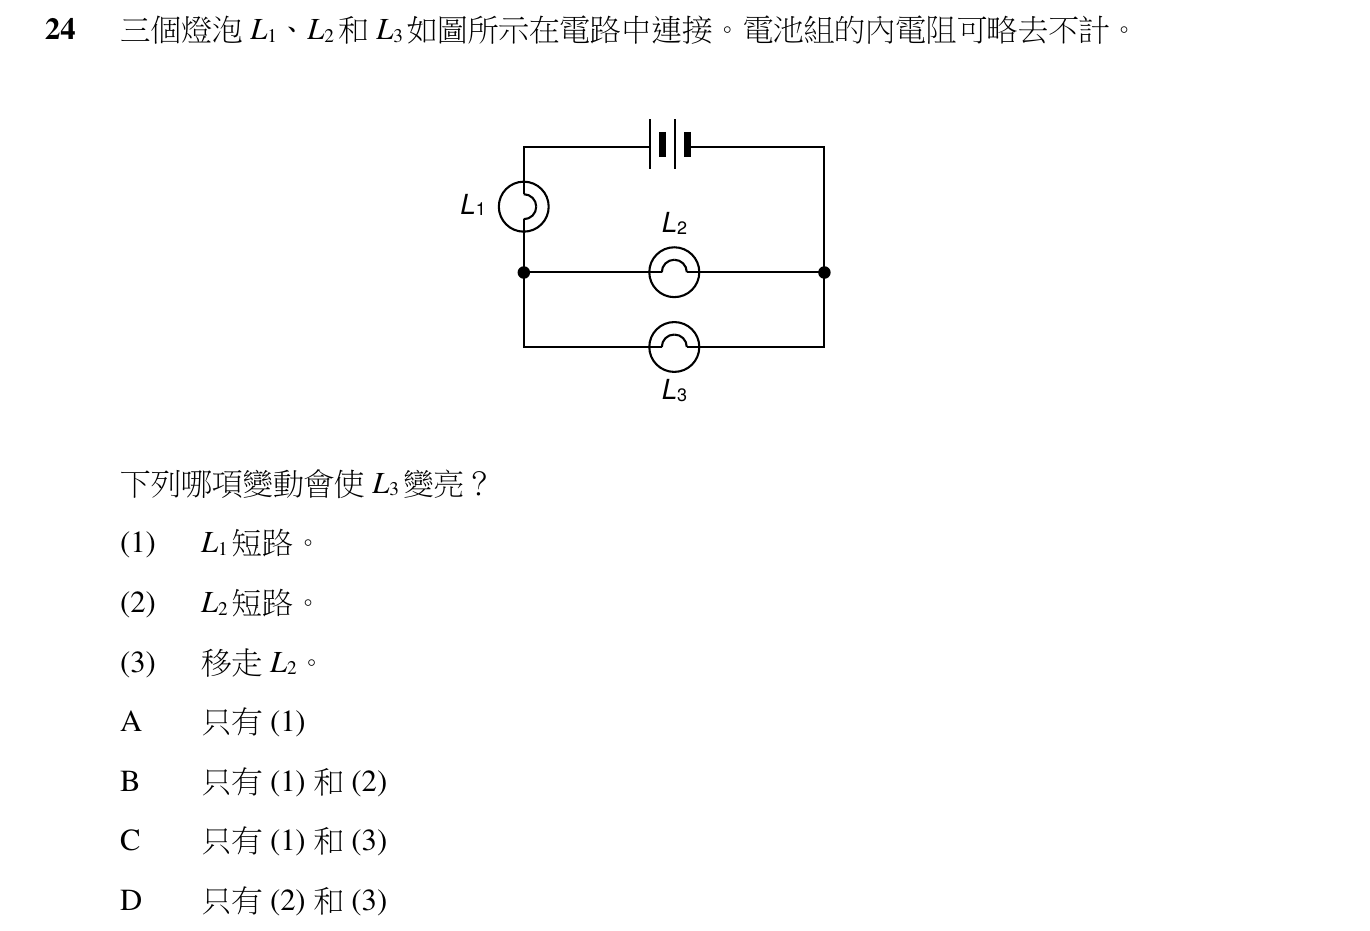 24 三個燈泡 L1、L2 和 L3 如圖所示在電路中連接。電池組的內電阻可略去不計。
L1
L2
L3
下列哪項變動會使 L3 變亮？
(1) L1 短路。
(2) L2 短路。
(3) 移走 L2。
A 只有 (1)
B 只有 (1) 和 (2)
C 只有 (1) 和 (3)
D 只有 (2) 和 (3)